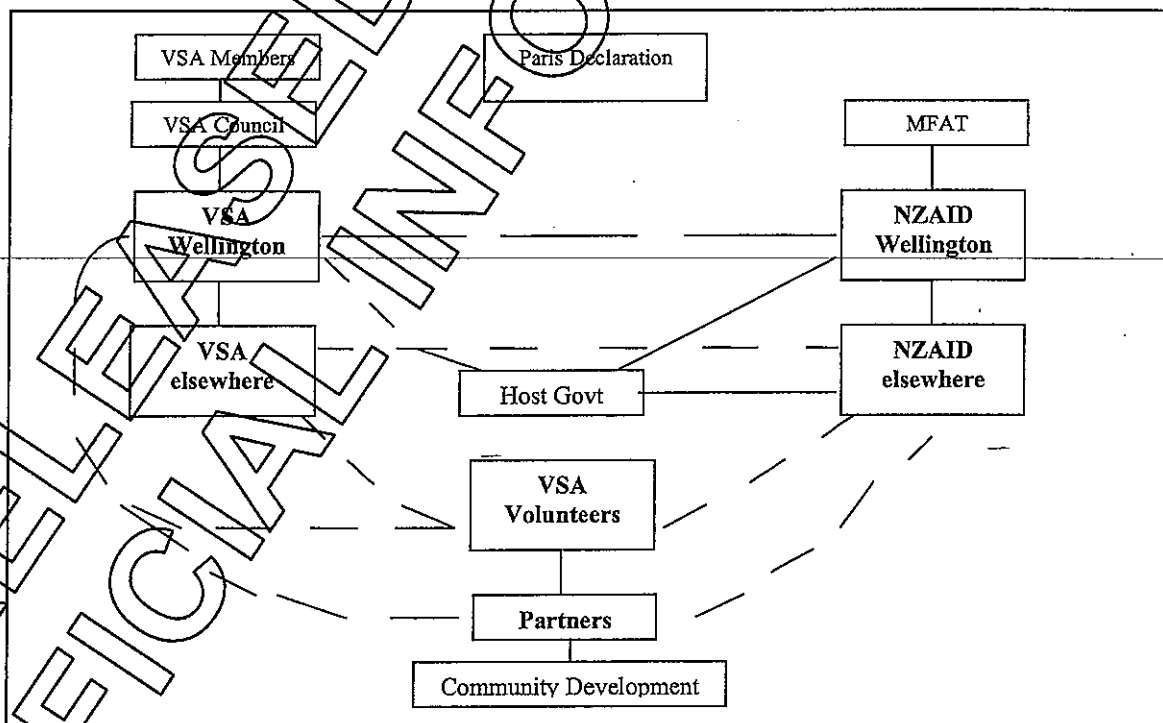 VSA Members
Paris Declaration
VSA Council
MFAT
VSA
Wellington
NZAID
Wellington
VSA
elsewhere
NZAID
elsewhere
Host Govt
VSA
Volunteers
Partners
Community Development